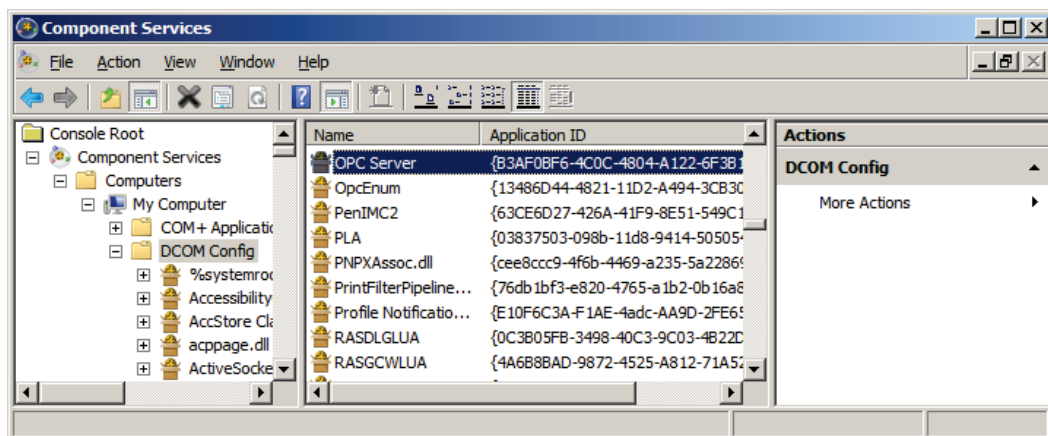 Component Services
File Action View Window Help
Console Root
Component Services
Computers
My Computer
COM+ Applicatic
DCOM Config
%systemroc
Accessibility
AccStore Cla
acppage.dll
ActiveSocke
Name Application ID
OPC Server {B3AF0BF6-4C0C-4804-A122-6F3B1
OpcEnum {13486D44-4821-11D2-A494-3CB30
PenIMC2 {63CE6D27-426A-41F9-8E51-549C1
PLA {03837503-098b-11d8-9414-50505
PNPXAssoc.dll {cee8ccc9-4f6b-4469-a235-5a2286
PrintFilterPipeline... {76db1bf3-e820-4765-a1b2-0b16a8
Profile Notificatio... {E10F6C3A-F1AE-4adc-AA9D-2FE65
RASDLGLUA {0C3B05FB-3498-40C3-9C03-4B22D
RASGCWLUA {4A6B8BAD-9872-4525-A812-71A52
Actions
DCOM Config
More Actions